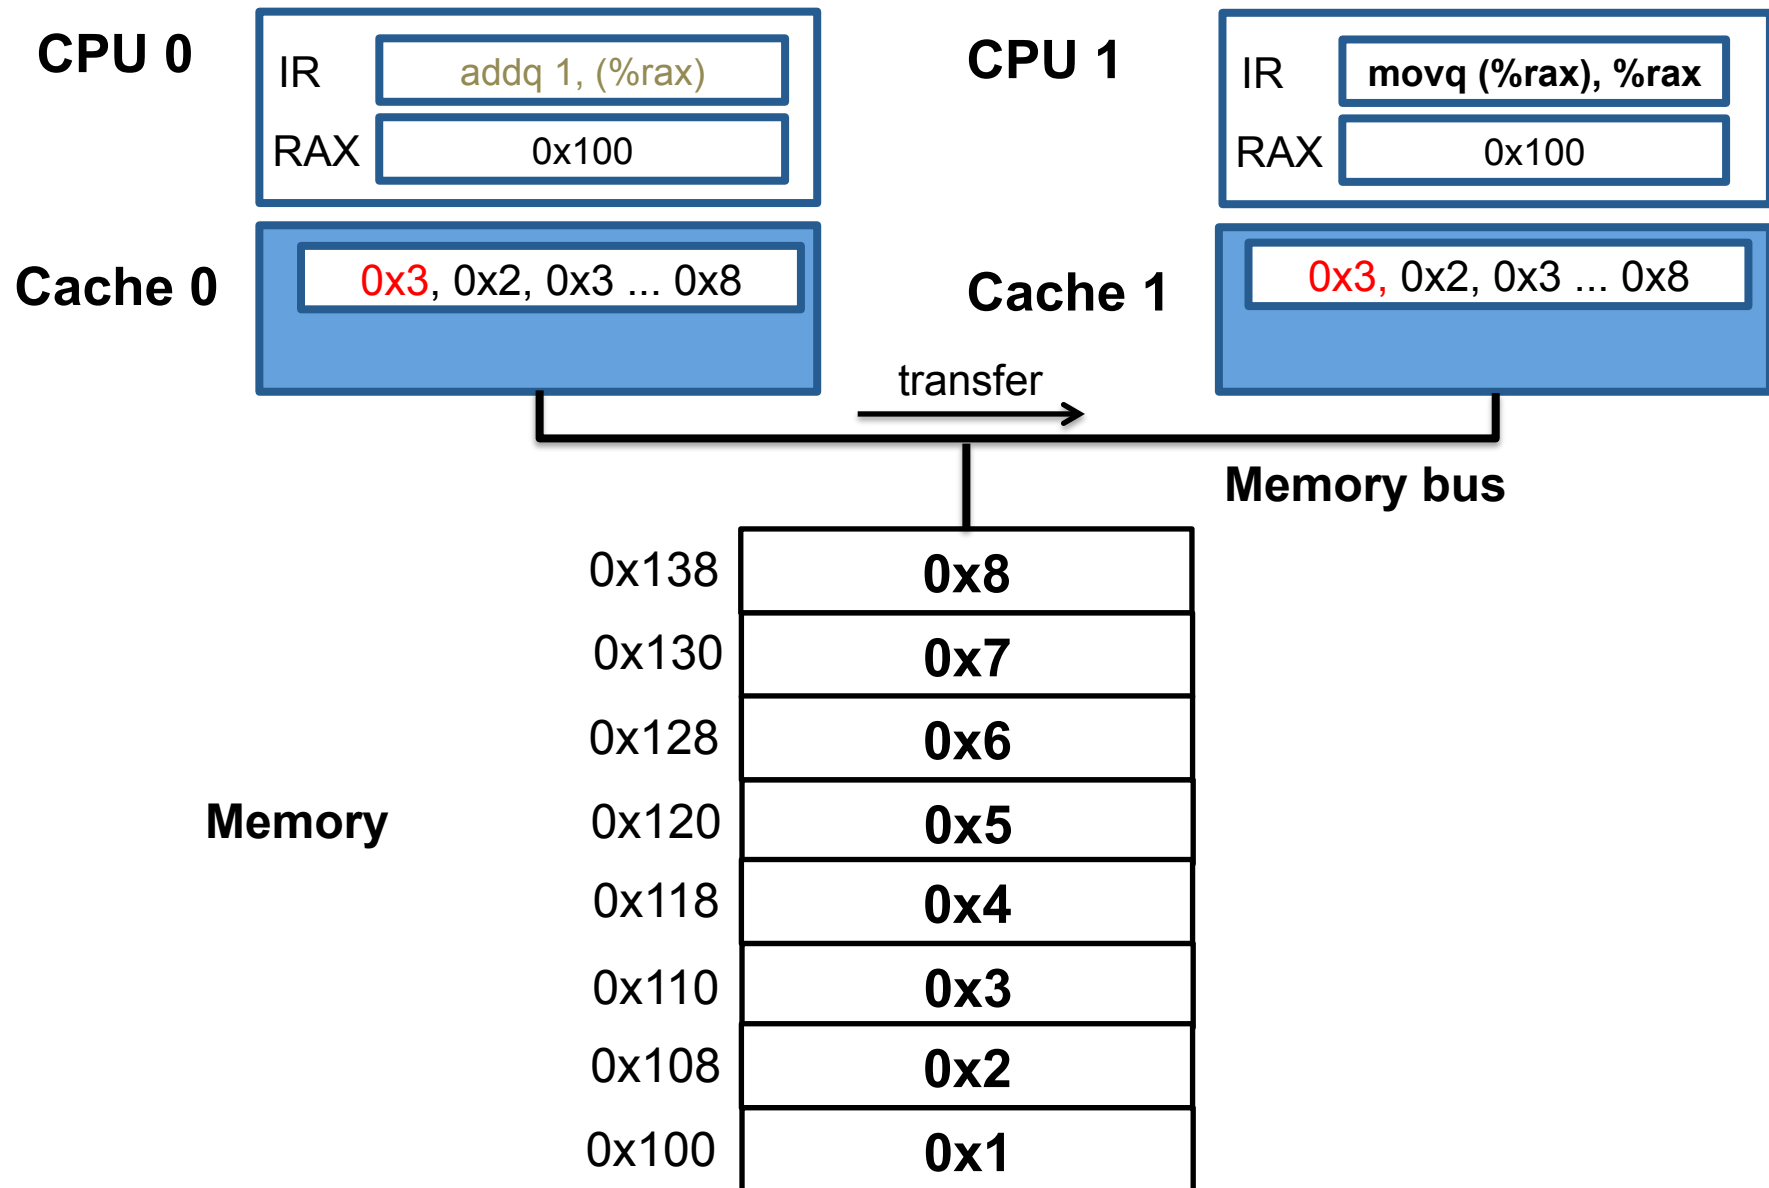 CPU 0
IR
addq 1, (%rax)
RAX
0x100
CPU 1
IR
movq (%rax), %rax
RAX
0x100
Cache 0
0x3, 0x2, 0x3 ... 0x8
Cache 1
0x3, 0x2, 0x3 ... 0x8
transfer
Memory bus
0x138 0x8
0x130 0x7
0x128 0x6
Memory
0x120 0x5
0x118 0x4
0x110 0x3
0x108 0x2
0x100 0x1